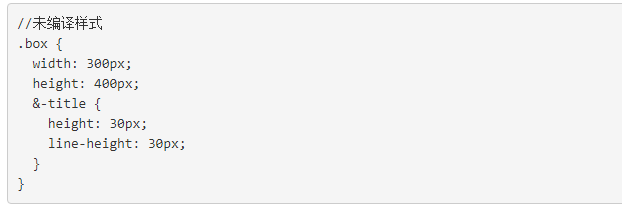 //未编译样式
.box {
  width: 300px;
  height: 400px;
  &-title {
    height: 30px;
    line-height: 30px;
  }
}